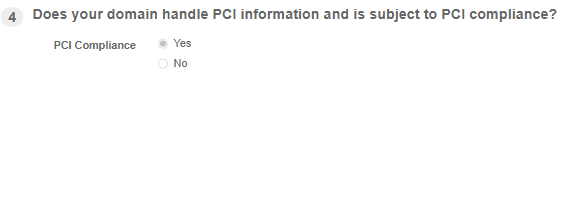 4 Does your domain handle PCI information and is subject to PCI compliance?
PCI Compliance Yes
No